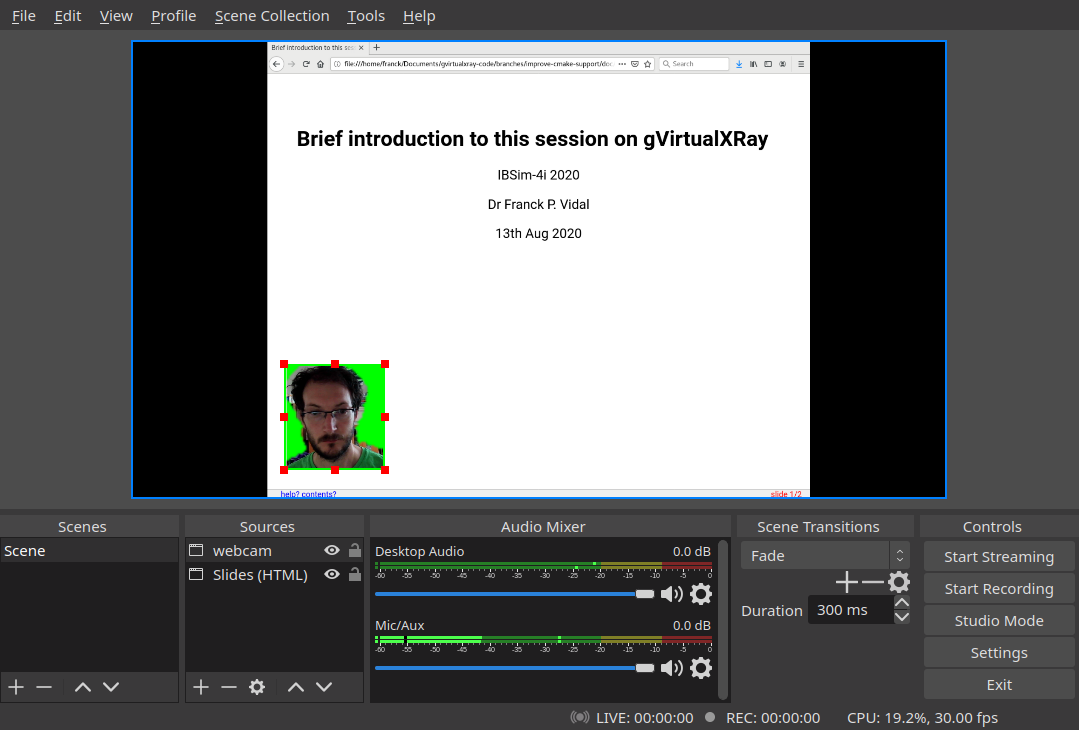 File Edit View Profile Scene Collection Tools Help
Brief introduction to this ses
file:///home/franck/Documents/gvirtualxray-code/branches/improve-cmake-support/doc Search
Brief introduction to this session on gVirtualXRay
IBSim-4i 2020
Dr Franck P. Vidal
13th Aug 2020
help? contents? slide 1/2
Scenes Sources Audio Mixer Scene Transitions Controls
Scene
webcam
Slides (HTML)
Desktop Audio 0.0 dB
-60 -55 -50 -45 -40 -35 -30 -25 -20 -15 -10 -5 0
Mic/Aux 0.0 dB
-60 -55 -50 -45 -40 -35 -30 -25 -20 -15 -10 -5 0
Fade
Duration 300 ms
Start Streaming
Start Recording
Studio Mode
Settings
Exit
LIVE: 00:00:00 REC: 00:00:00 CPU: 19.2%, 30.00 fps